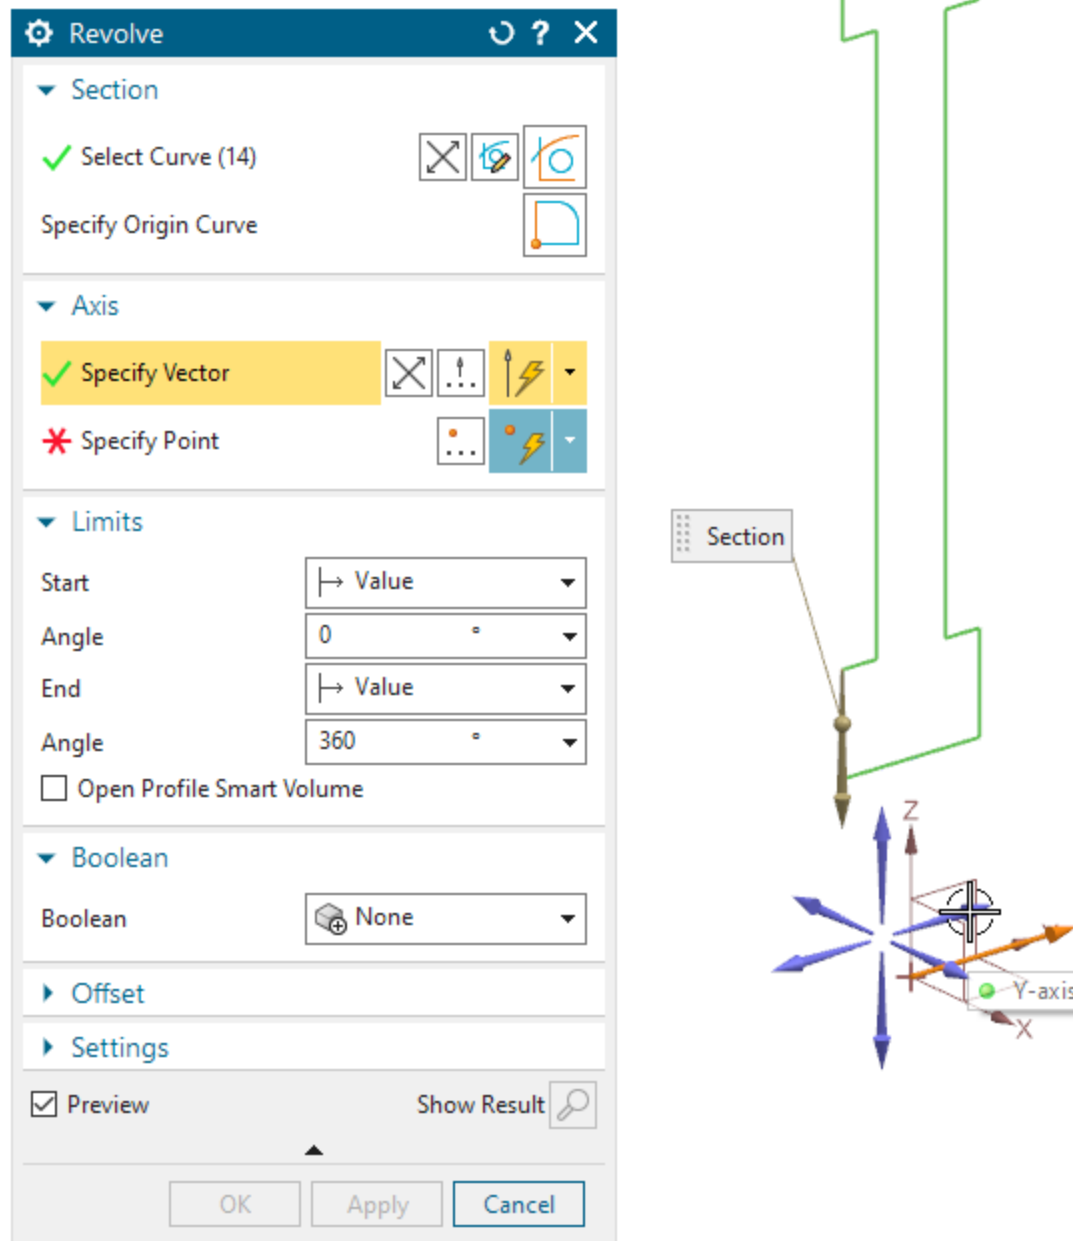 Revolve ?
Section
Select Curve (14)
Specify Origin Curve
Axis
Specify Vector
Specify Point
Limits
Start Value
Angle 0 °
End Value
Angle 360 °
Open Profile Smart Volume
Boolean
Boolean None
Offset
Settings
Preview Show Result
OK Apply Cancel
Section
Z
Y-axis
X